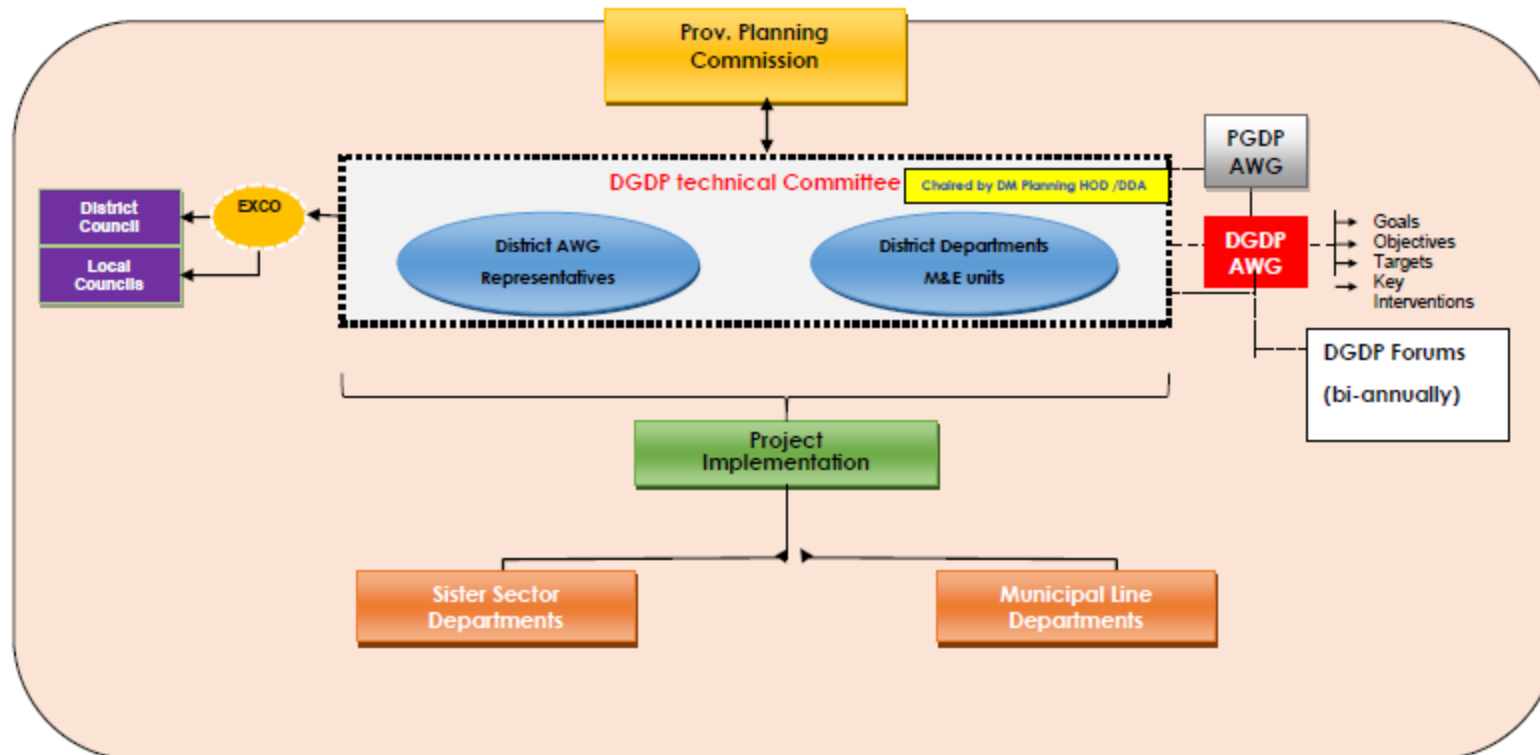 Prov. Planning
Commission
PGDP
AWG
DGDP technical Committee
Chaired by DM Planning HOD /DDA
District
Council
EXCO
Local
Councils
District AWG
Representatives
District Departments
M&E units
DGDP
AWG
Goals
Objectives
Targets
Key
Interventions
DGDP Forums
(bi-annually)
Project
Implementation
Sister Sector
Departments
Municipal Line
Departments